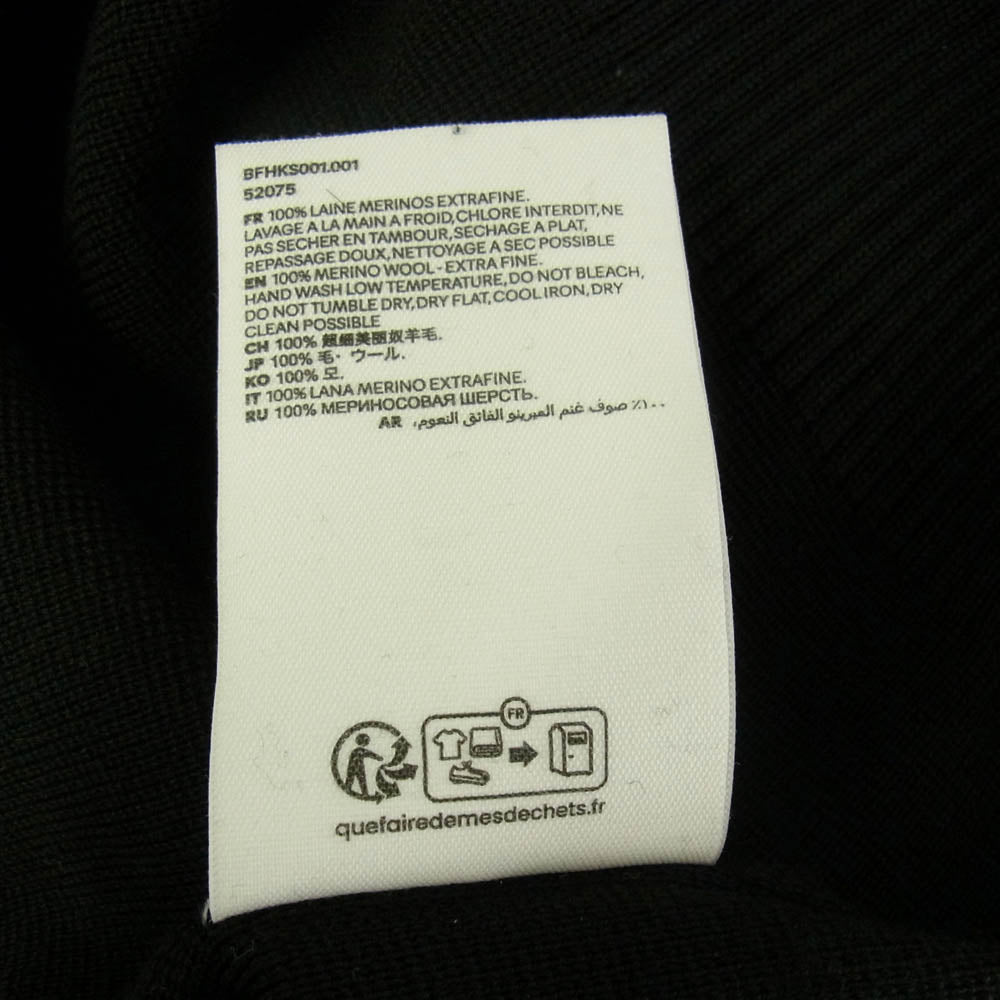 BFHKS001.001
52075
FR 100% LAINE MERINOS EXTRAFINE.
LAVAGE A LA MAIN A FROID, CHLORE INTERDIT, NE
PAS SECHER EN TAMBOUR, SECHAGE A PLAT,
REPASSAGE DOUX, NETTOYAGE A SEC POSSIBLE
EN 100% MERINO WOOL - EXTRA FINE.
HAND WASH LOW TEMPERATURE, DO NOT BLEACH,
DO NOT TUMBLE DRY, DRY FLAT, COOL IRON, DRY
CLEAN POSSIBLE
CH 100% 超细美丽奴羊毛.
JP 100% 毛・ウール.
KO 100% 모.
IT 100% LANA MERINO EXTRAFINE.
RU 100% МЕРИНОСОВАЯ ШЕРСТЬ.
AR ١٠٠٪ صوف غنم الميرينو الفائق النعوم،
FR
quefairedemesdechets.fr